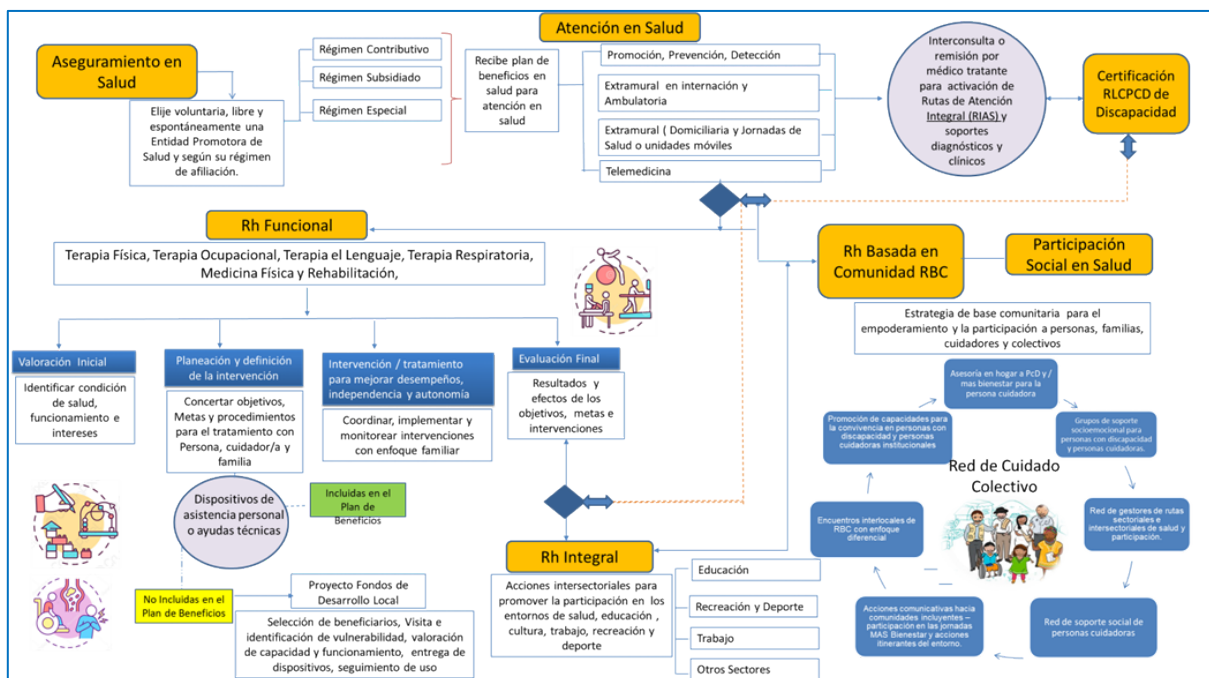 Atención en Salud
Aseguramiento en
Salud
Elije voluntaria, libre y
espontáneamente una
Entidad Promotora
de Salud y según su régimen
de afiliación.
Régimen Contributivo
Régimen Subsidiado
Régimen Especial
Recibe plan de
beneficios en
salud para
atención en
salud
Promoción, Prevención, Detección
Extramural en internación y
Ambulatoria
Extramural ( Domiciliaria y Jornadas de
Salud o unidades móviles
Telemedicina
Interconsulta o
remisión por
médico tratante
para activación de
Rutas de Atención
Integral (RIAS) y
soportes
diagnósticos y
clínicos
Certificación
RLCPCD de
Discapacidad
Rh Funcional
Terapia Física, Terapia Ocupacional, Terapia el Lenguaje, Terapia Respiratoria,
Medicina Física y Rehabilitación,
Valoración Inicial
Identificar condición
de salud,
funcionamiento e
intereses
Planeación y definición
de la intervención
Concertar objetivos,
Metas y procedimientos
para el tratamiento con
Persona, cuidador/a y
familia
Intervención / tratamiento
para mejorar desempeños,
independencia y autonomía
Coordinar, implementar y
monitorear intervenciones
con enfoque familiar
Evaluación Final
Resultados y
efectos de los
objetivos, metas e
intervenciones
Dispositivos de
asistencia personal
o ayudas técnicas
Incluidas en el
Plan de
Beneficios
No Incluidas en el
Plan de Beneficios
Proyecto Fondos de
Desarrollo Local
Selección de beneficiarios, Visita e
identificación de vulnerabilidad, valoración
de capacidad y funcionamiento, entrega de
dispositivos, seguimiento de uso
Rh Integral
Acciones intersectoriales para
promover la participación en los
entornos de salud, educación ,
cultura, trabajo, recreación y
deporte
Educación
Recreación y Deporte
Trabajo
Otros Sectores
Rh Basada en
Comunidad RBC
Participación
Social en Salud
Estrategia de base comunitaria para el
empoderamiento y la participación a personas, familias,
cuidadores y colectivos
Asesoría en hogar a PcD y /
mas bienestar para la
persona cuidadora
Grupos de soporte
socioemocional para
personas con discapacidad
y personas cuidadoras.
Red de gestores de rutas
sectoriales e
intersectoriales de salud y
participación.
Red de soporte social de
personas cuidadoras
Acciones comunicativas hacia
comunidades incluyentes –
participación en las jornadas
MAS Bienestar y acciones
itinerantes del entorno.
Encuentros interlocales de
RBC con enfoque
diferencial
Promoción de capacidades para
la convivencia en personas con
discapacidad y personas
cuidadoras institucionales
Red de Cuidado
Colectivo